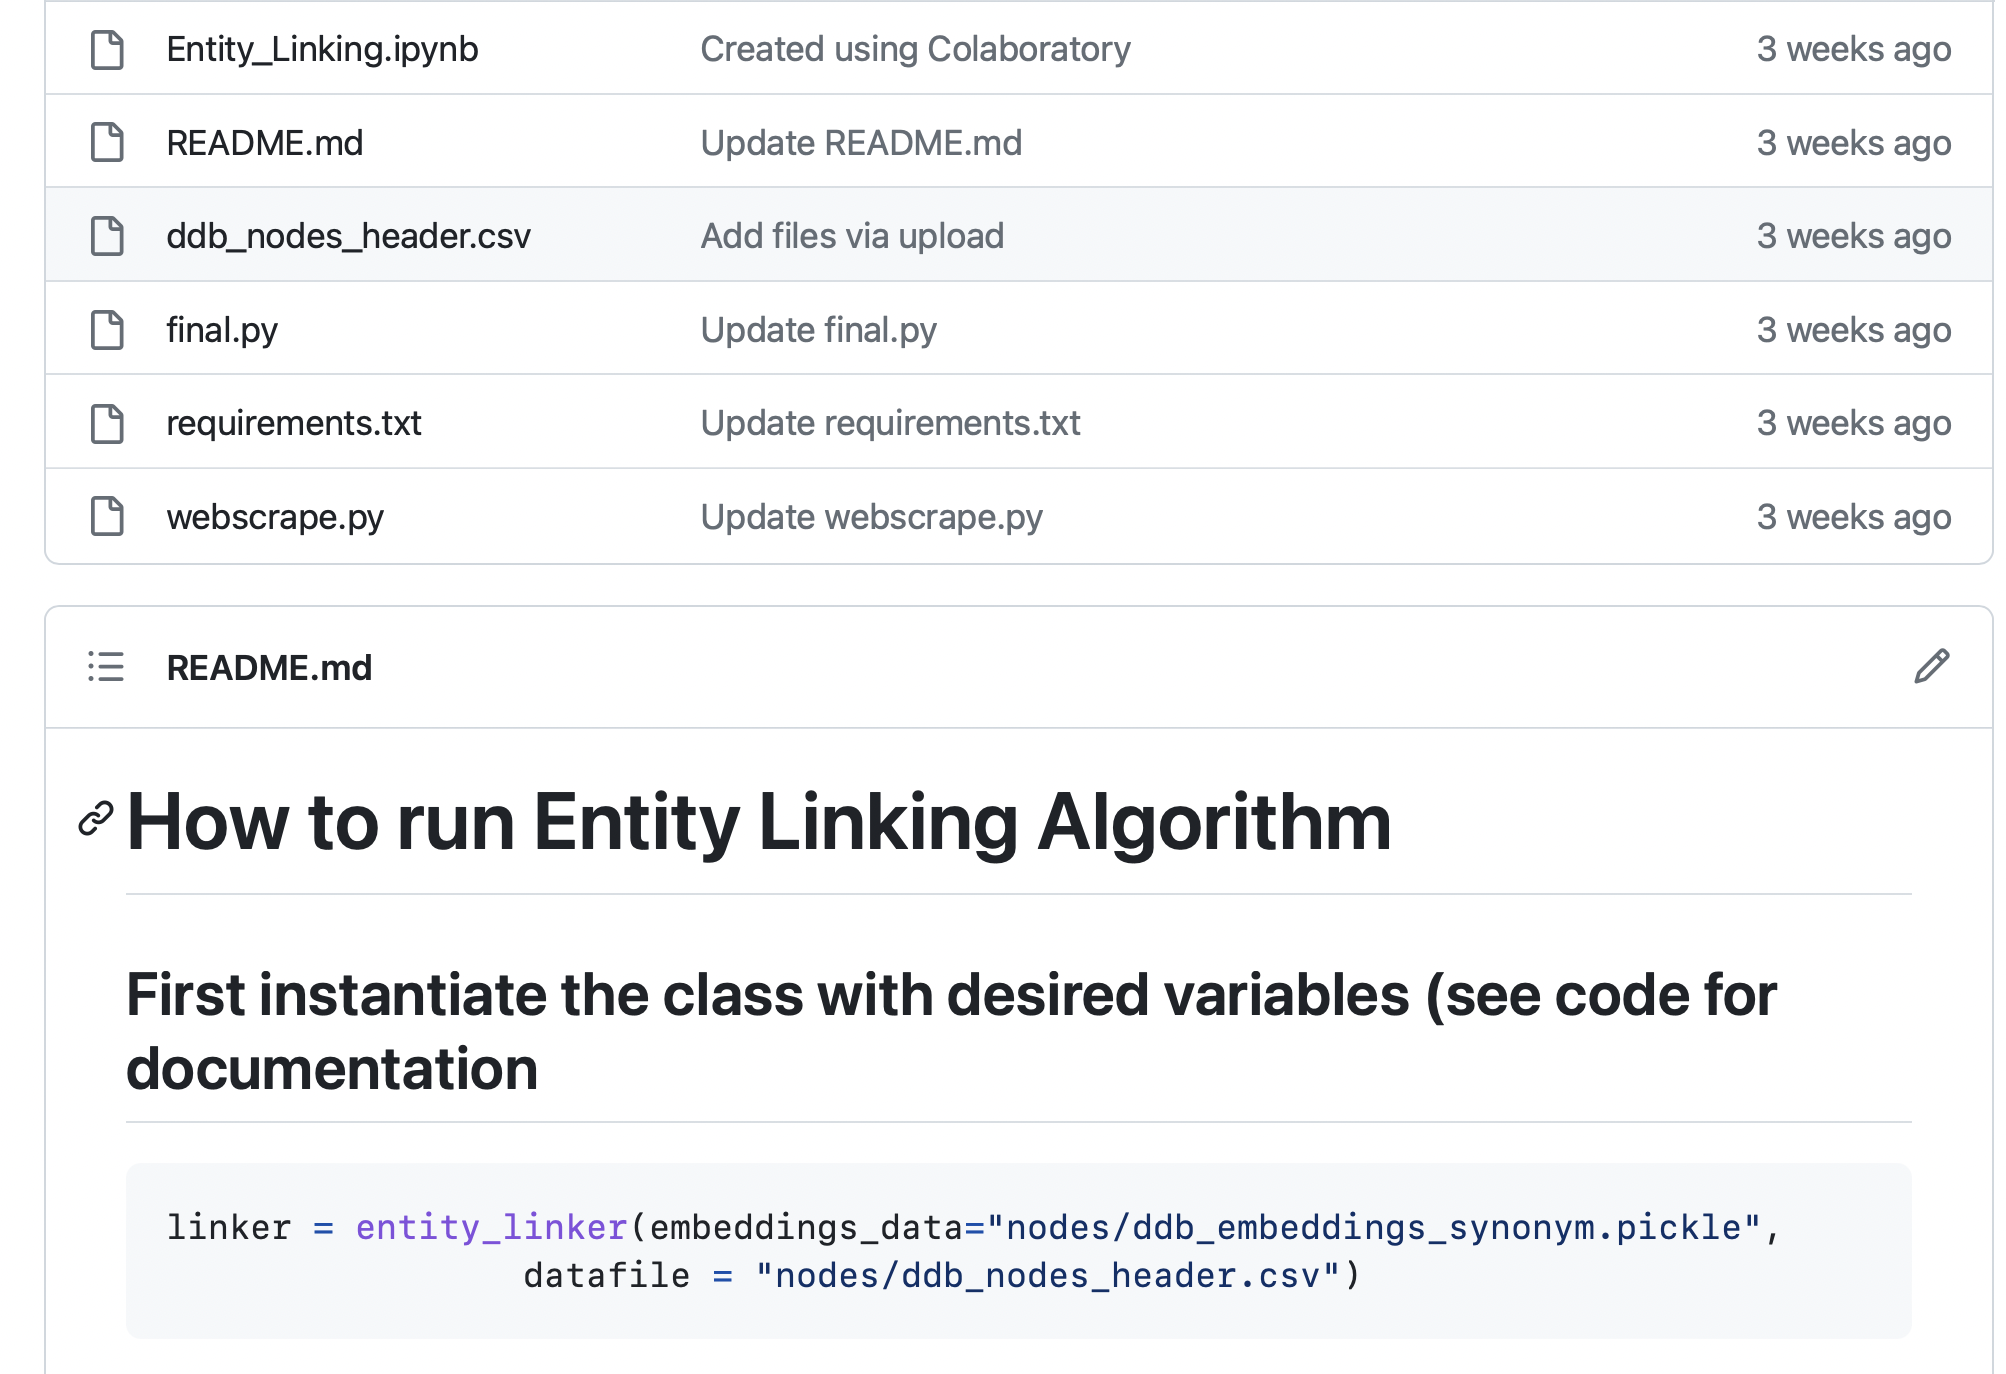 Entity_Linking.ipynb Created using Colaboratory 3 weeks ago
README.md Update README.md 3 weeks ago
ddb_nodes_header.csv Add files via upload 3 weeks ago
final.py Update final.py 3 weeks ago
requirements.txt Update requirements.txt 3 weeks ago
webscrape.py Update webscrape.py 3 weeks ago
README.md
How to run Entity Linking Algorithm
First instantiate the class with desired variables (see code for
documentation
linker = entity_linker(embeddings_data="nodes/ddb_embeddings_synonym.pickle",
datafile = "nodes/ddb_nodes_header.csv")